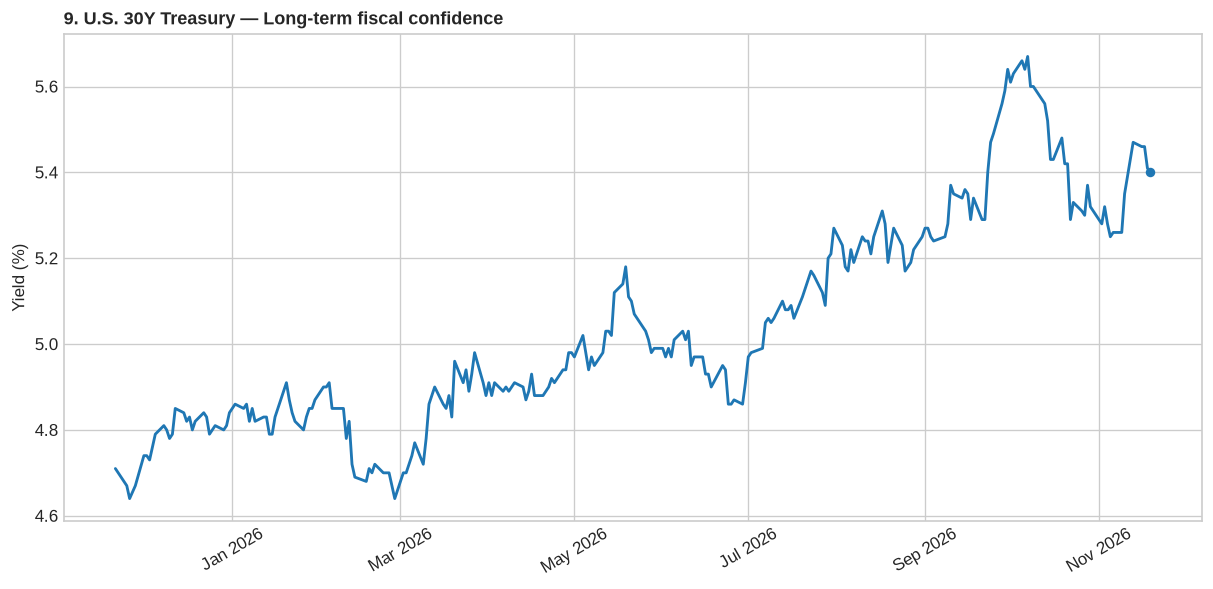 9. U.S. 30Y Treasury — Long-term fiscal confidence
Yield (%)
5.6
5.4
5.2
5.0
4.8
4.6
Jan 2026
Mar 2026
May 2026
Jul 2026
Sep 2026
Nov 2026